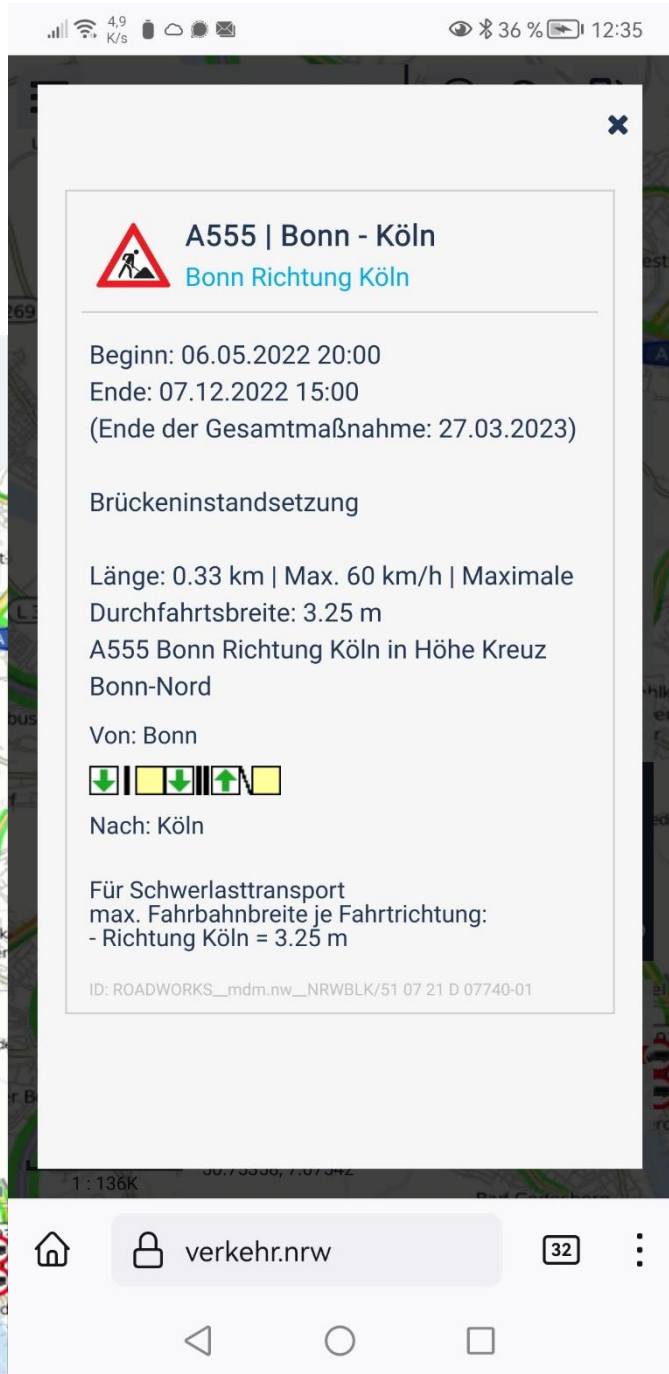 4,9
K/s
36 %
12:35
A555 | Bonn - Köln
Bonn Richtung Köln
269
Beginn: 06.05.2022 20:00
Ende: 07.12.2022 15:00
(Ende der Gesamtmaßnahme: 27.03.2023)
Brückeninstandsetzung
Länge: 0.33 km | Max. 60 km/h | Maximale
Durchfahrtsbreite: 3.25 m
A555 Bonn Richtung Köln in Höhe Kreuz
Bonn-Nord
Von: Bonn
Nach: Köln
Für Schwerlasttransport
max. Fahrbahnbreite je Fahrtrichtung:
- Richtung Köln = 3.25 m
ID: ROADWORKS__mdm.nw__NRWBLK/51 07 21 D 07740-01
1 : 136K
verkehr.nrw
32